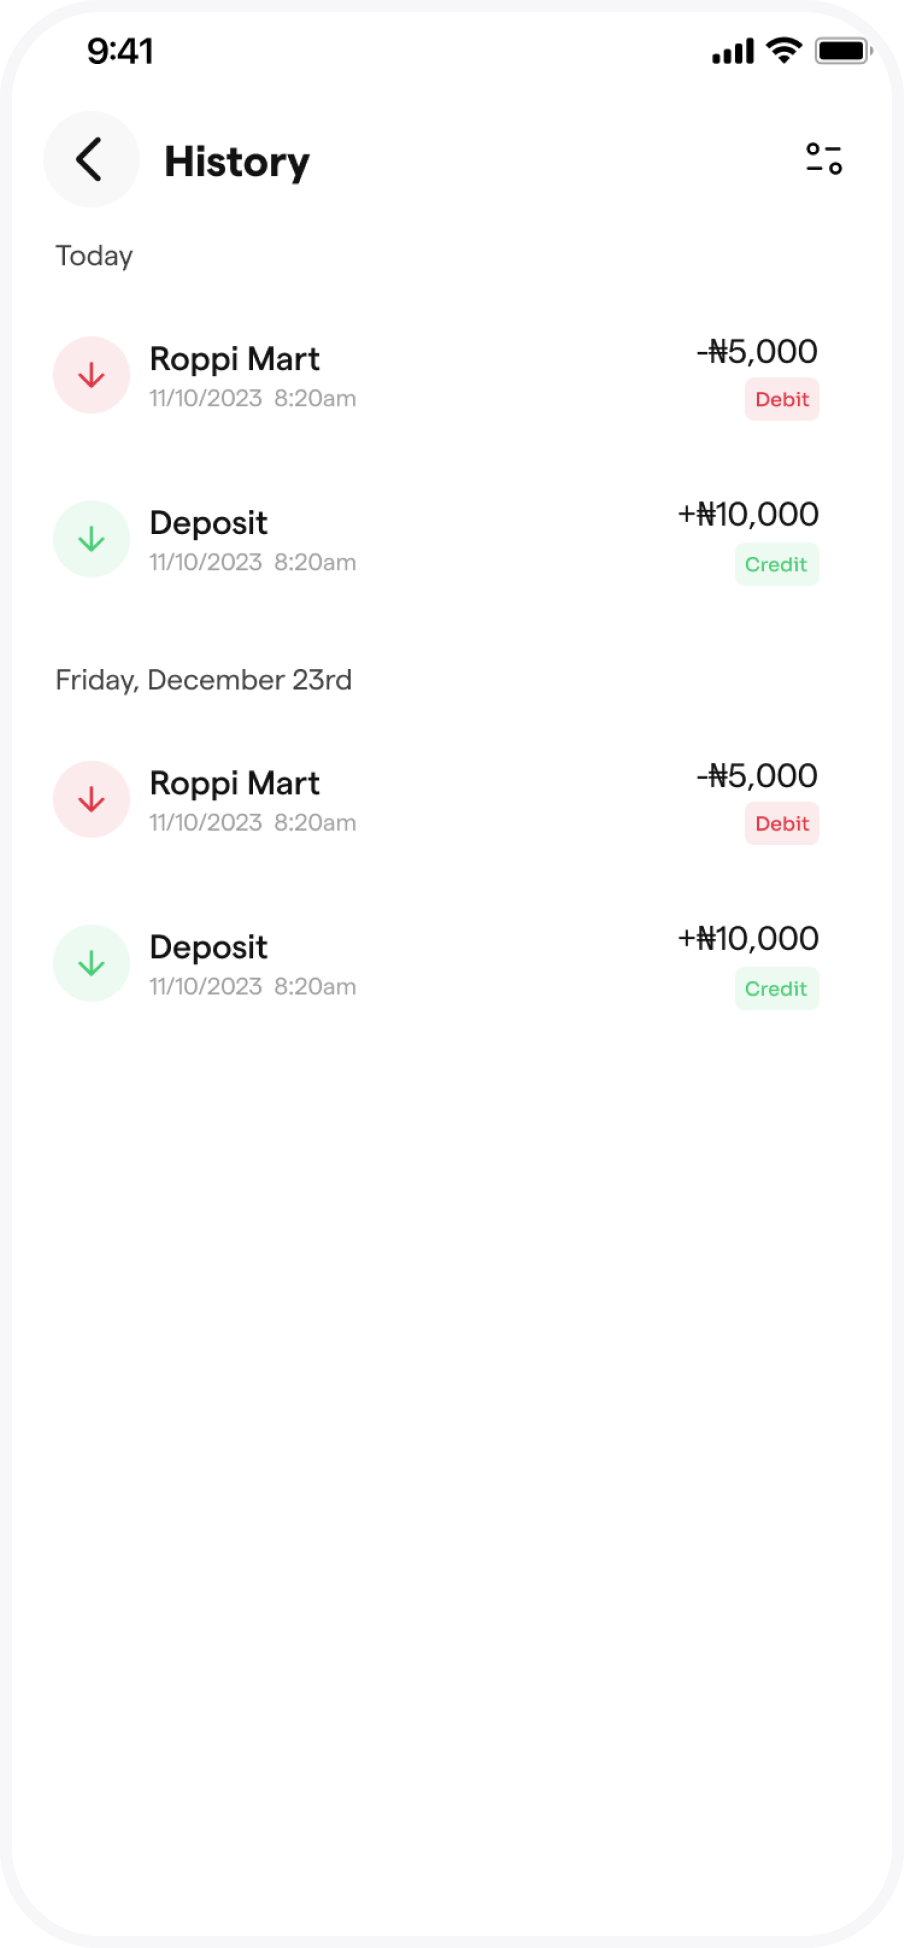 9:41
History
Today
Roppi Mart
-₦5,000
11/10/2023 8:20am
Debit
Deposit
+₦10,000
11/10/2023 8:20am
Credit
Friday, December 23rd
Roppi Mart
-₦5,000
11/10/2023 8:20am
Debit
Deposit
+₦10,000
11/10/2023 8:20am
Credit